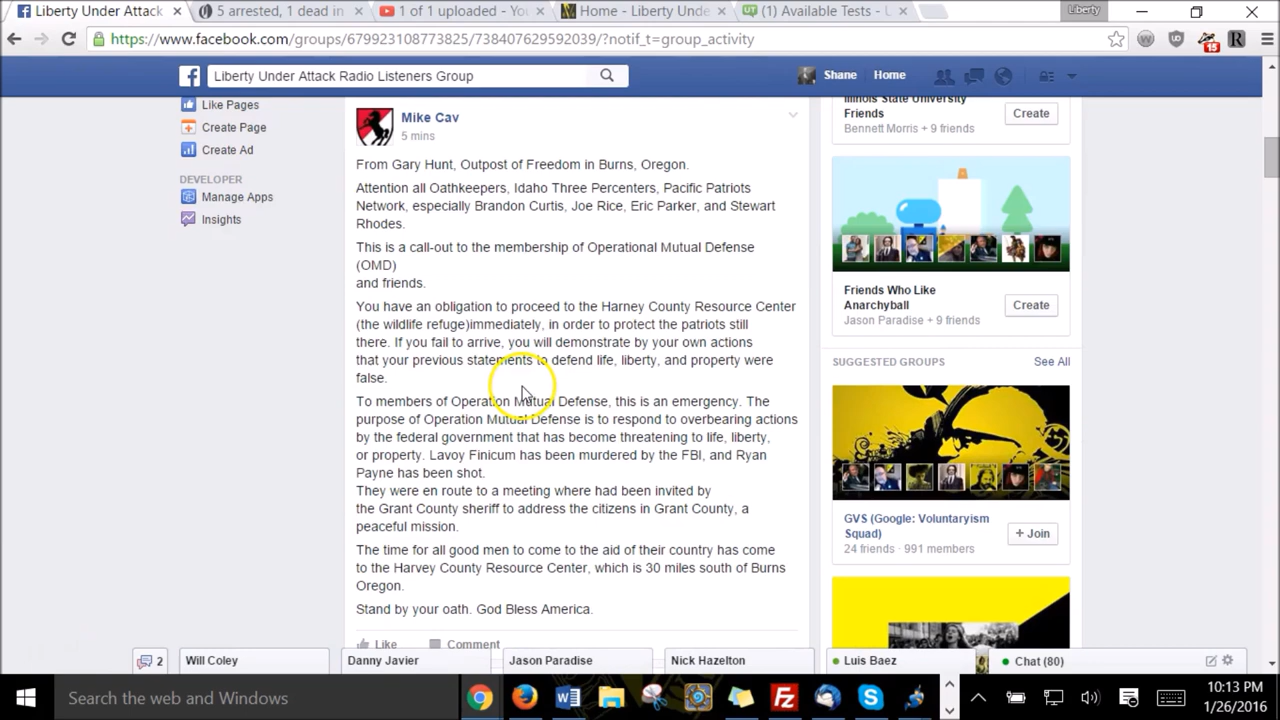 Liberty Under Attack
5 arrested, 1 dead in
1 of 1 uploaded - You
Home - Liberty Unde
(1) Available Tests - L
Liberty
https://www.facebook.com/groups/679923108773825/738407629592039/?notif_t=group_activity
15
Liberty Under Attack Radio Listeners Group
Shane
Home
Like Pages
Create Page
Create Ad
DEVELOPER
Manage Apps
Insights
Mike Cav
5 mins
From Gary Hunt, Outpost of Freedom in Burns, Oregon.
Attention all Oathkeepers, Idaho Three Percenters, Pacific Patriots
Network, especially Brandon Curtis, Joe Rice, Eric Parker, and Stewart
Rhodes.
This is a call-out to the membership of Operational Mutual Defense
(OMD)
and friends.
You have an obligation to proceed to the Harney County Resource Center
(the wildlife refuge)immediately, in order to protect the patriots still
there. If you fail to arrive, you will demonstrate by your own actions
that your previous statements to defend life, liberty, and property were
false.
To members of Operation Mutual Defense, this is an emergency. The
purpose of Operation Mutual Defense is to respond to overbearing actions
by the federal government that has become threatening to life, liberty,
or property. Lavoy Finicum has been murdered by the FBI, and Ryan
Payne has been shot.
They were en route to a meeting where had been invited by
the Grant County sheriff to address the citizens in Grant County, a
peaceful mission.
The time for all good men to come to the aid of their country has come
to the Harvey County Resource Center, which is 30 miles south of Burns
Oregon.
Stand by your oath. God Bless America.
Like
Comment
Illinois State University
Friends
Bennett Morris + 9 friends
Create
Friends Who Like
Anarchyball
Jason Paradise + 9 friends
Create
SUGGESTED GROUPS
See All
GVS (Google: Voluntaryism
Squad)
24 friends · 991 members
+ Join
2
Will Coley
Danny Javier
Jason Paradise
Nick Hazelton
Luis Baez
Chat (80)
Search the web and Windows
10:13 PM
1/26/2016